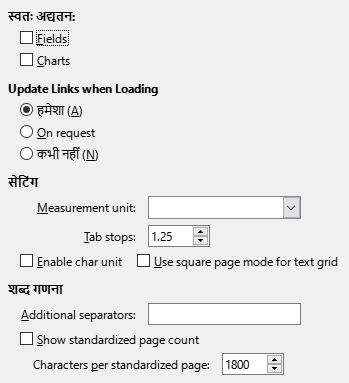 स्वतः अद्यतन:
Fields
Charts
Update Links when Loading
हमेशा (A)
On request
कभी नहीं (N)
सेटिंग
Measurement unit:
Tab stops: 1.25
Enable char unit Use square page mode for text grid
शब्द गणना
Additional separators:
Show standardized page count
Characters per standardized page: 1800